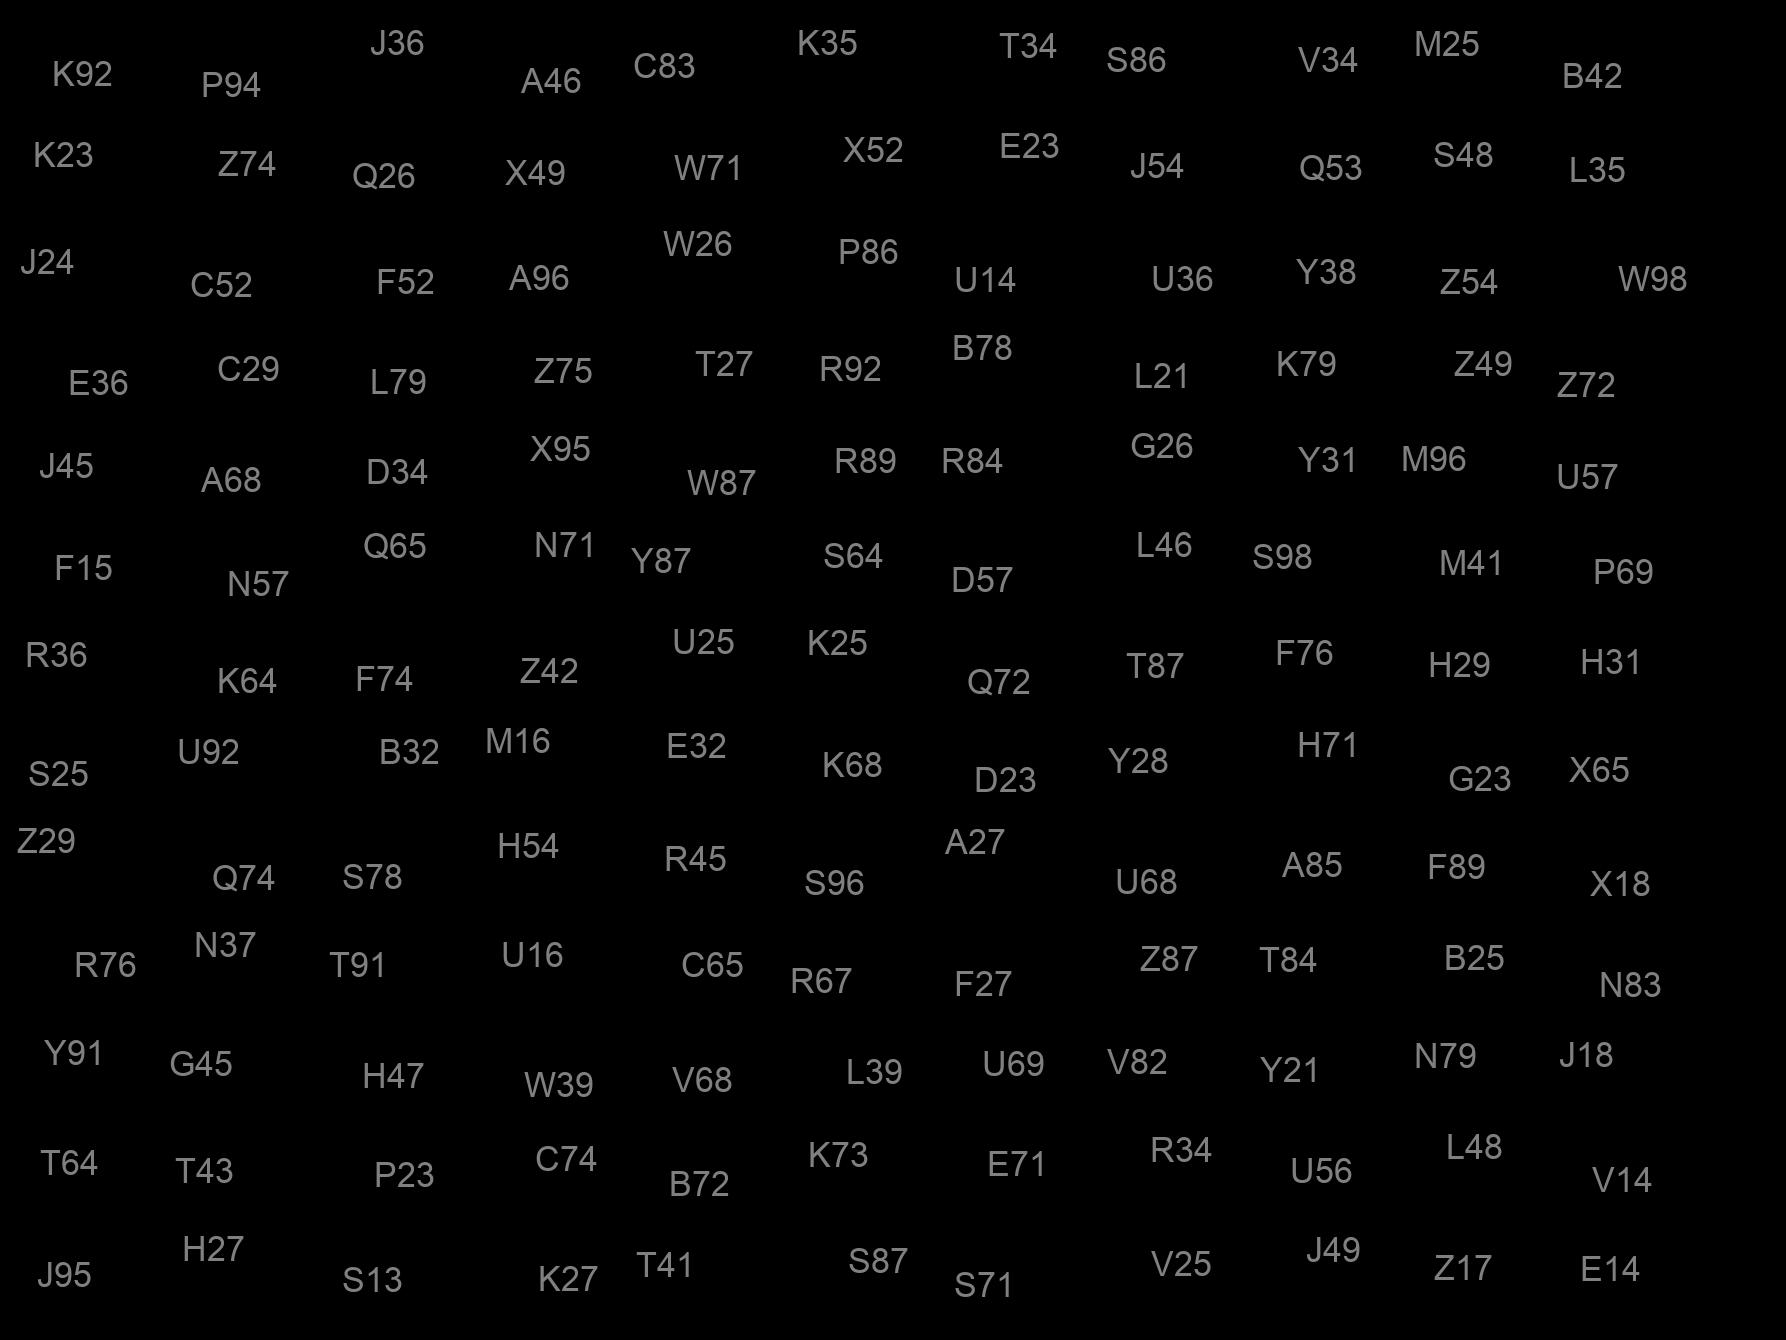 K92 P94 J36 A46 C83 K35 T34 S86 V34 M25 B42
K23 Z74 Q26 X49 W71 X52 E23 J54 Q53 S48 L35
J24 C52 F52 A96 W26 P86 U14 U36 Y38 Z54 W98
E36 C29 L79 Z75 T27 R92 B78 L21 K79 Z49 Z72
J45 A68 D34 X95 W87 R89 R84 G26 Y31 M96 U57
F15 N57 Q65 N71 Y87 S64 D57 L46 S98 M41 P69
R36 K64 F74 Z42 U25 K25 Q72 T87 F76 H29 H31
S25 U92 B32 M16 E32 K68 D23 Y28 H71 G23 X65
Z29 Q74 S78 H54 R45 S96 A27 U68 A85 F89 X18
R76 N37 T91 U16 C65 R67 F27 Z87 T84 B25 N83
Y91 G45 H47 W39 V68 L39 U69 V82 Y21 N79 J18
T64 T43 P23 C74 B72 K73 E71 R34 U56 L48 V14
J95 H27 S13 K27 T41 S87 S71 V25 J49 Z17 E14